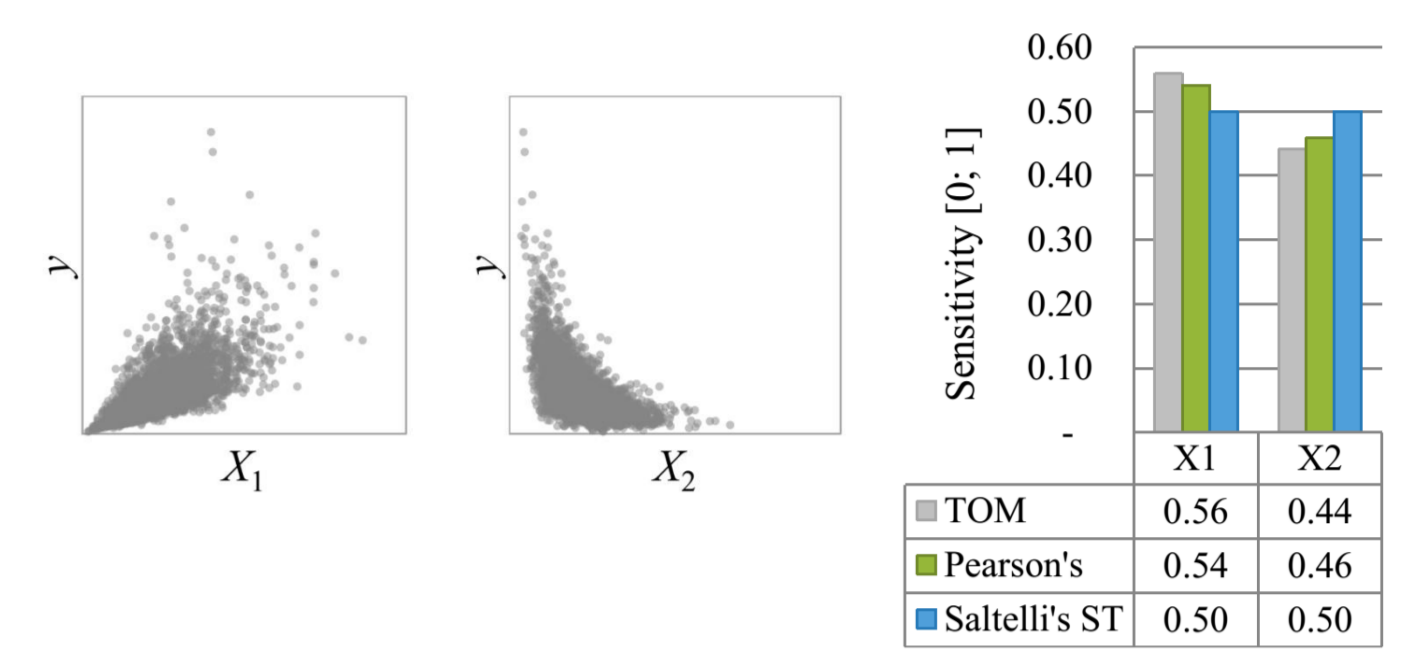 y
X1
y
X2
Sensitivity [0; 1]
0.60
0.50
0.40
0.30
0.20
0.10
-
X1 X2
TOM 0.56 0.44
Pearson's 0.54 0.46
Saltelli's ST 0.50 0.50